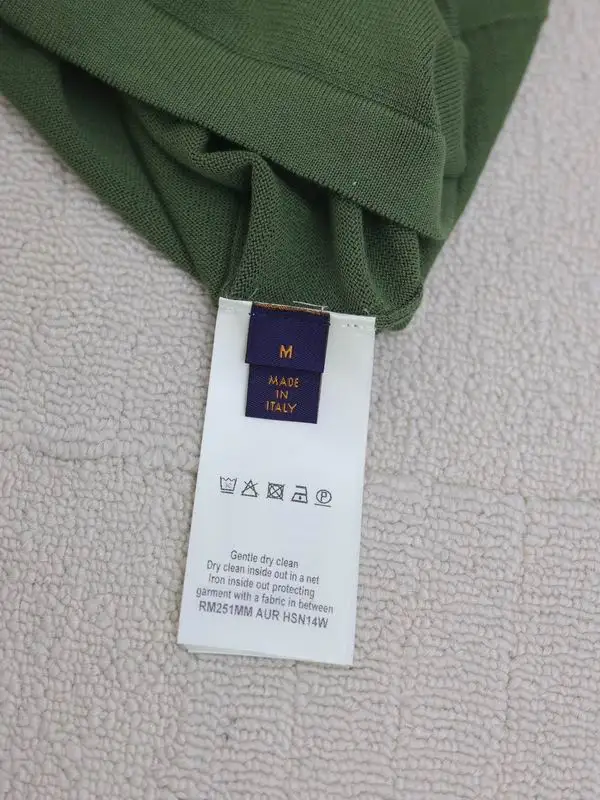 M
MADE
IN
ITALY
Gentle dry clean
Dry clean inside out in a net
Iron inside out protecting
garment with a fabric in between
RM251MM AUR HSN14W